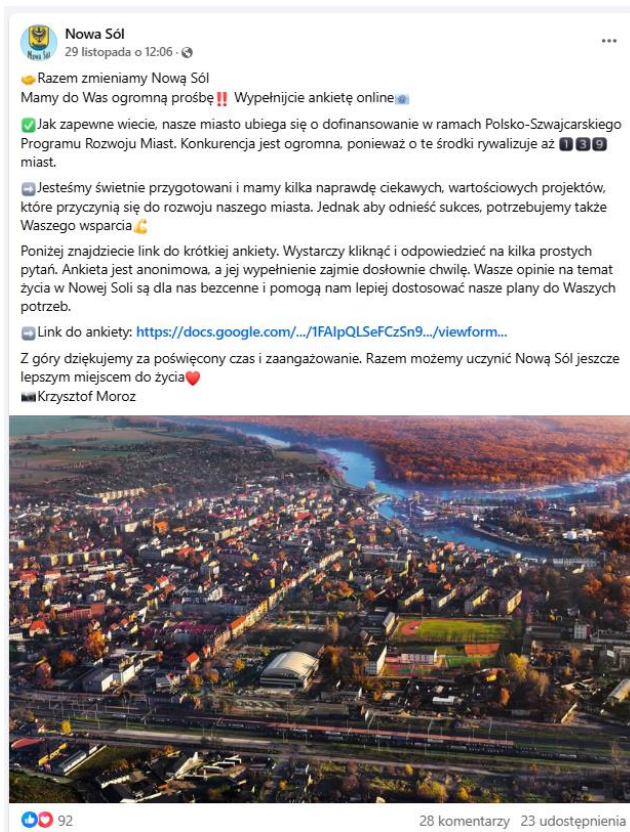 Nowa Sól
29 listopada o 12:06 ·
Razem zmieniamy Nową Sól
Mamy do Was ogromną prośbę‼️ Wypełnijcie ankietę online
Jak zapewne wiecie, nasze miasto ubiega się o dofinansowanie w ramach Polsko-Szwajcarskiego
Programu Rozwoju Miast. Konkurencja jest ogromna, ponieważ o te środki rywalizuje aż 1 3 9
miast.
Jesteśmy świetnie przygotowani i mamy kilka naprawdę ciekawych, wartościowych projektów,
które przyczynią się do rozwoju naszego miasta. Jednak aby odnieść sukces, potrzebujemy także
Waszego wsparcia
Poniżej znajdziecie link do krótkiej ankiety. Wystarczy kliknąć i odpowiedzieć na kilka prostych
pytań. Ankieta jest anonimowa, a jej wypełnienie zajmie dosłownie chwilę. Wasze opinie na temat
życia w Nowej Soli są dla nas bezcenne i pomogą nam lepiej dostosować nasze plany do Waszych
potrzeb.
Link do ankiety: https://docs.google.com/.../1FAIpQLSeFCzSn9.../viewform...
Z góry dziękujemy za poświęcony czas i zaangażowanie. Razem możemy uczynić Nową Sól jeszcze
lepszym miejscem do życia
Krzysztof Moroz
92
28 komentarzy 23 udostępnienia